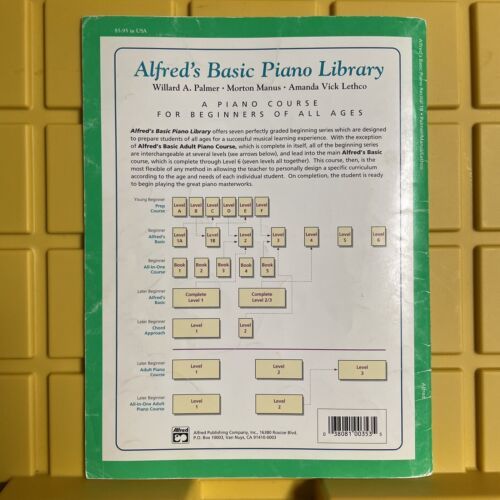 $5.95 in USA
Alfred's Basic Piano Library
Willard A. Palmer • Morton Manus • Amanda Vick Lethco
A PIANO COURSE
FOR BEGINNERS OF ALL AGES
Alfred's Basic Piano Library offers seven perfectly graded beginning series which are designed
to prepare students of all ages for a successful musical learning experience. With the exception
of Alfred's Basic Adult Piano Course, which is complete in itself, all of the beginning series
are interchangeable at several levels (see arrows below), and lead into the main Alfred's Basic
course, which is complete through Level 6 (seven levels all together). This course, then, is the
most flexible of any method in allowing the teacher to personally design a specific curriculum
according to the age and needs of each individual student. On completion, the student is ready
to begin playing the great piano masterworks.
Young Beginner
Prep
Course
Level A
Level B
Level C
Level D
Level E
Level F
Beginner
Alfred's
Basic
Level 1A
Level 1B
Level 2
Level 3
Level 4
Level 5
Level 6
Beginner
All-in-One
Course
Book 1
Book 2
Book 3
Book 4
Book 5
Later Beginner
Alfred's
Basic
Complete Level 1
Complete Level 2/3
Later Beginner
Chord
Approach
Level 1
Level 2
Later Beginner
Adult Piano
Course
Level 1
Level 2
Level 3
Later Beginner
All-in-One Adult
Piano Course
Level 1
Level 2
Alfred
Alfred Publishing Company, Inc., 16380 Roscoe Blvd,
P.O. Box 10003, Van Nuys, CA 91410-0003
0 38081 00353 5